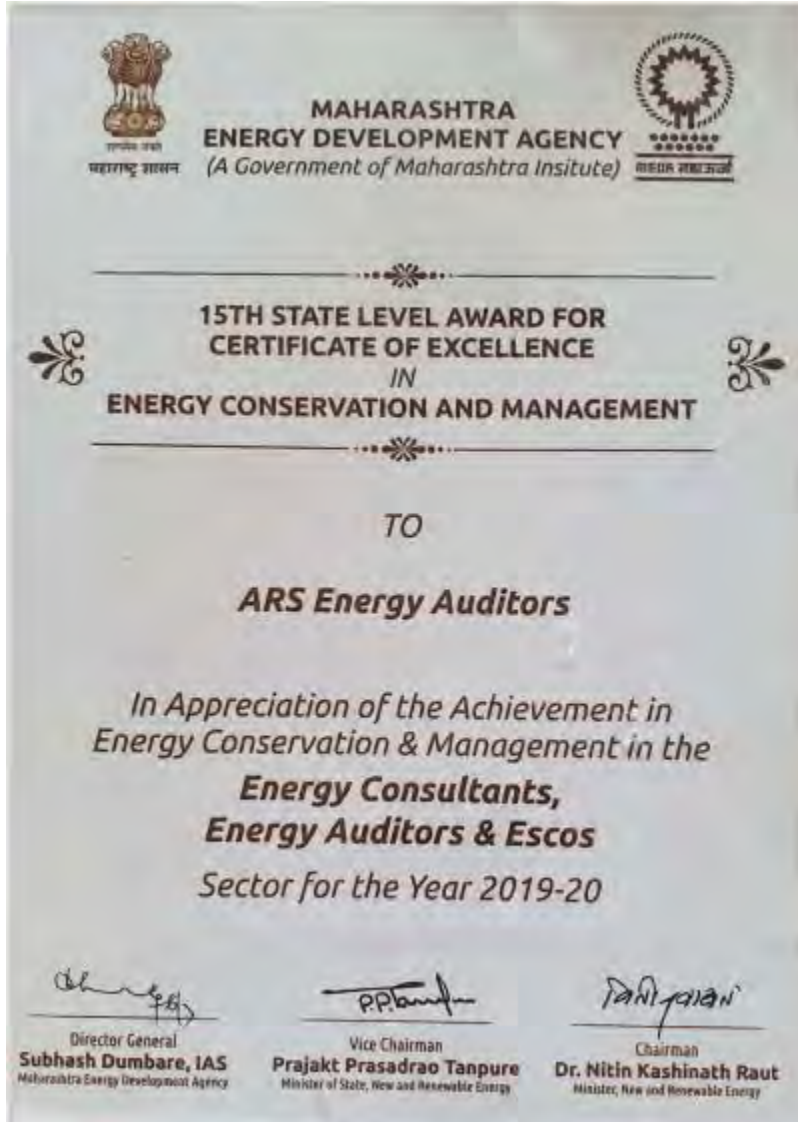 महाराष्ट्र शासन
MAHARASHTRA
ENERGY DEVELOPMENT AGENCY
(A Government of Maharashtra Insitute)
15TH STATE LEVEL AWARD FOR
CERTIFICATE OF EXCELLENCE
IN
ENERGY CONSERVATION AND MANAGEMENT
TO
ARS Energy Auditors
In Appreciation of the Achievement in
Energy Conservation & Management in the
Energy Consultants,
Energy Auditors & Escos
Sector for the Year 2019-20
Director General
Subhash Dumbare, IAS
Maharashtra Energy Development Agency
Vice Chairman
Prajakt Prasadrao Tanpure
Minister of State, New and Renewable Energy
Chairman
Dr. Nitin Kashinath Raut
Minister, New and Renewable Energy